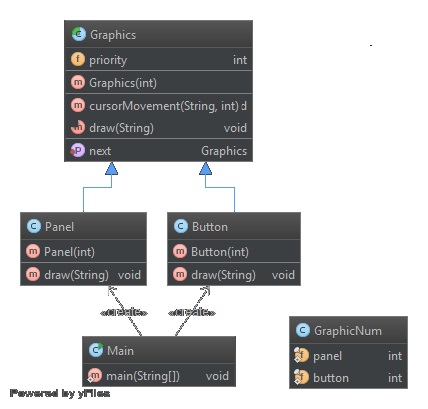 Graphics
priority int
Graphics(int)
cursorMovement(String, int) d
draw(String) void
next Graphics
Panel
Panel(int)
draw(String) void
Button
Button(int)
draw(String) void
«create»
«create»
Main
main(String[]) void
GraphicNum
panel int
button int
Powered by yFiles